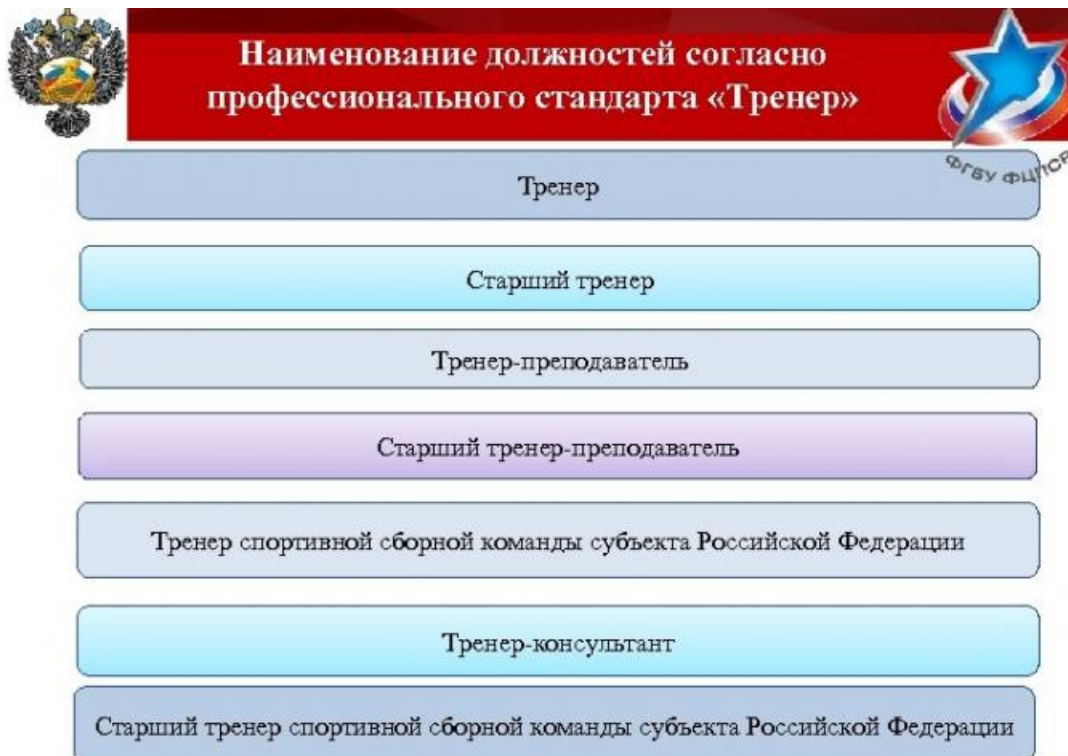 Наименование должностей согласно
профессионального стандарта «Тренер»
ФГБУ ФЦПСР
Тренер
Старший тренер
Тренер-преподаватель
Старший тренер-преподаватель
Тренер спортивной сборной команды субъекта Российской Федерации
Тренер-консультант
Старший тренер спортивной сборной команды субъекта Российской Федерации